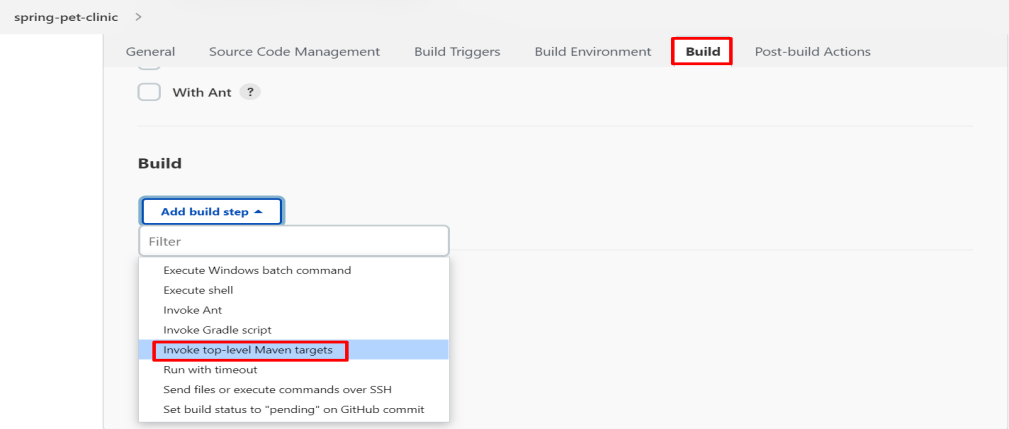 spring-pet-clinic >
General Source Code Management Build Triggers Build Environment Build Post-build Actions
With Ant ?
Build
Add build step
Filter
Execute Windows batch command
Execute shell
Invoke Ant
Invoke Gradle script
Invoke top-level Maven targets
Run with timeout
Send files or execute commands over SSH
Set build status to "pending" on GitHub commit